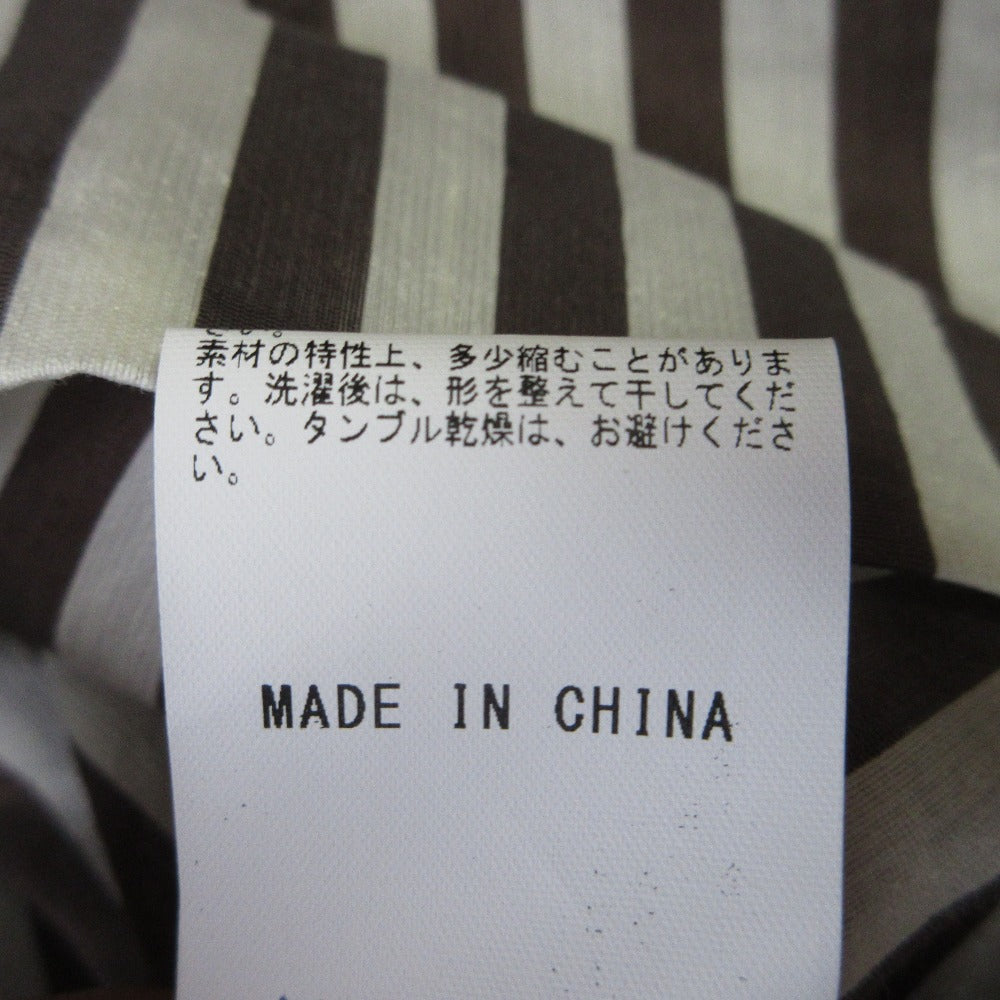 さい。
素材の特性上、多少縮むことがありま
す。洗濯後は、形を整えて干してくだ
さい。タンブル乾燥は、お避けくださ
い。
MADE IN CHINA